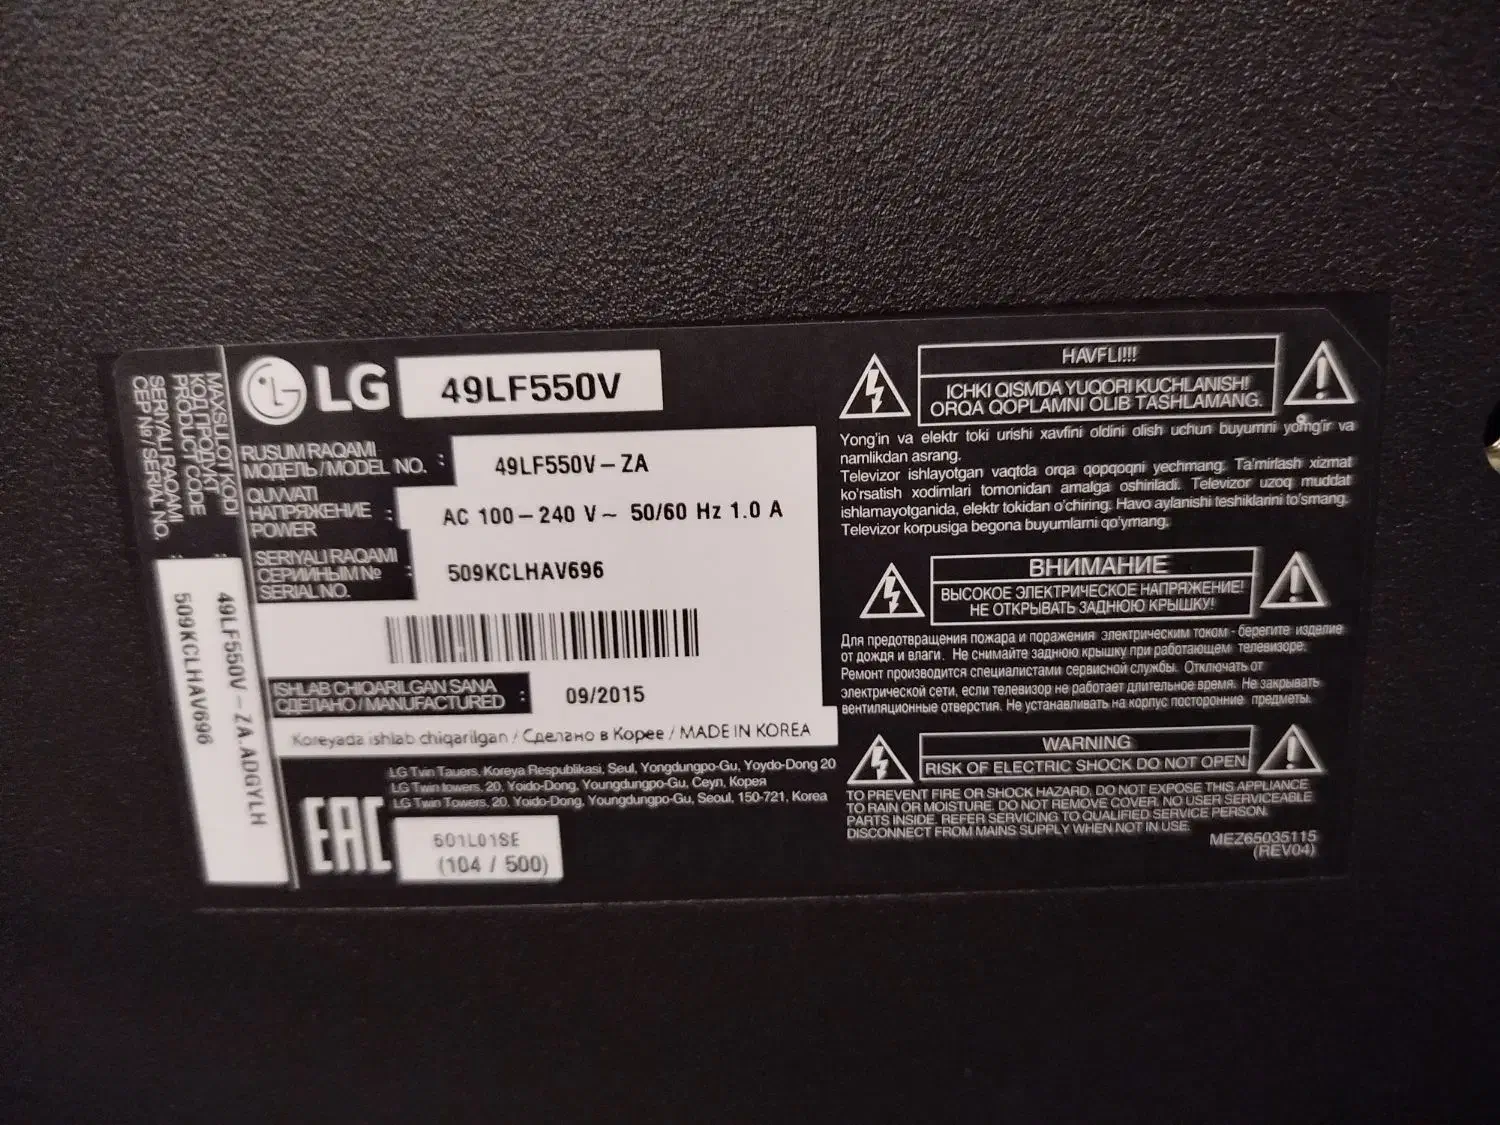 LG 49LF550V
RUSUM RAQAMI
МОДЕЛЬ / MODEL NO. : 49LF550V-ZA
QUVVATI
НАПРЯЖЕНИЕ : AC 100-240 V~ 50/60 Hz 1.0 A
POWER
SERIYALI RAQAMI
СЕРИЙНЫМ№ : 509KCLHAV696
SERIAL NO.
ISHLAB CHIQARILGAN SANA
СДЕЛАНО / MANUFACTURED : 09/2015
Koreyada ishlab chiqarilgan / Сделано в Корее / MADE IN KOREA
LG Twin Tauers, Koreya Respublikasi, Seul, Yongdungpo-Gu, Yoydo-Dong 20
LG Twin towers, 20, Yoido-Dong, Youngdungpo-Gu, Сеул, Корея
LG Twin Towers, 20, Yoido-Dong, Youngdungpo-Gu, Seoul, 150-721, Korea
EAC
501L01SE
(104 / 500)
MAXSULOT KODI
КОД ПРОДУКТ
PRODUCT CODE
:
49LF550V-ZA.ADGYLJH
SERIYALI RAQAMI
СЕР№ / SERIAL NO.
:
509KCLHAV696
HAVFLI!!!
ICHKI QISMDA YUQORI KUCHLANISH!
ORQA QOPLAMNI OLIB TASHLAMANG.
Yong'in va elektr toki urishi xavfini oldini olish uchun buyumni yomg'ir va
namlikdan asrang.
Televizor ishlayotgan vaqtda orqa qopqoqni yechmang. Ta'mirlash xizmat
ko'rsatish xodimlari tomonidan amalga oshiriladi. Televizor uzoq muddat
ishlamayotganida, elektr tokidan o'chiring. Havo aylanishi teshiklarini to'smang.
Televizor korpusiga begona buyumlarni qo'ymang.
ВНИМАНИЕ
ВЫСОКОЕ ЭЛЕКТРИЧЕСКОЕ НАПРЯЖЕНИЕ!
НЕ ОТКРЫВАТЬ ЗАДНЮЮ КРЫШКУ!
Для предотвращения пожара и поражения электрическим током - берегите изделие
от дождя и влаги. Не снимайте заднюю крышку при работающем телевизоре.
Ремонт производится специалистами сервисной службы. Отключать от
электрической сети, если телевизор не работает длительное время. Не закрывать
вентиляционные отверстия. Не устанавливать на корпус посторонние предметы.
WARNING
RISK OF ELECTRIC SHOCK DO NOT OPEN
TO PREVENT FIRE OR SHOCK HAZARD, DO NOT EXPOSE THIS APPLIANCE
TO RAIN OR MOISTURE. DO NOT REMOVE COVER. NO USER SERVICEABLE
PARTS INSIDE. REFER SERVICING TO QUALIFIED SERVICE PERSON.
DISCONNECT FROM MAINS SUPPLY WHEN NOT IN USE.
MEZ65035115
(REV04)